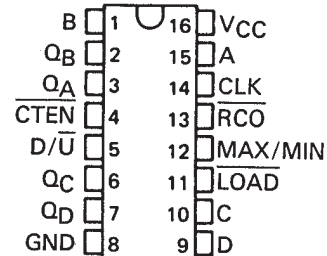 B 1 16 VCC
QB 2 15 A
QA 3 14 CLK
CTEN 4 13 RCO
D/U 5 12 MAX/MIN
QC 6 11 LOAD
QD 7 10 C
GND 8 9 D